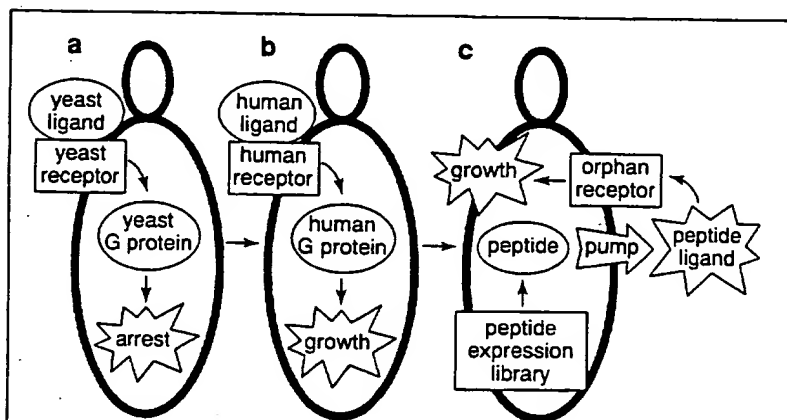 a
yeast
ligand
yeast
receptor
yeast
G protein
arrest
b
human
ligand
human
receptor
human
G protein
growth
c
growth
orphan
receptor
peptide
pump
peptide
ligand
peptide
expression
library